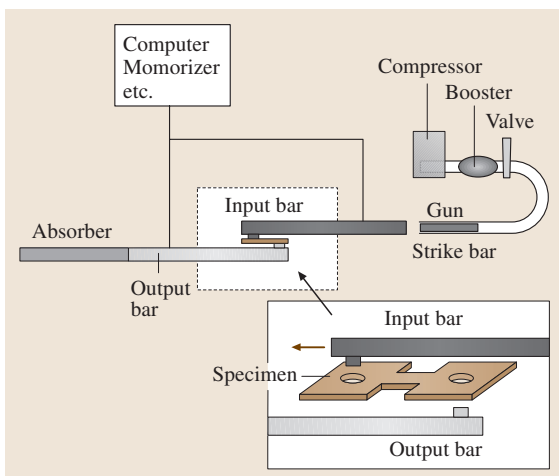 Computer
Momorizer
etc.
Compressor
Booster
Valve
Input bar
Gun
Absorber
Strike bar
Output
bar
Input bar
Specimen
Output bar